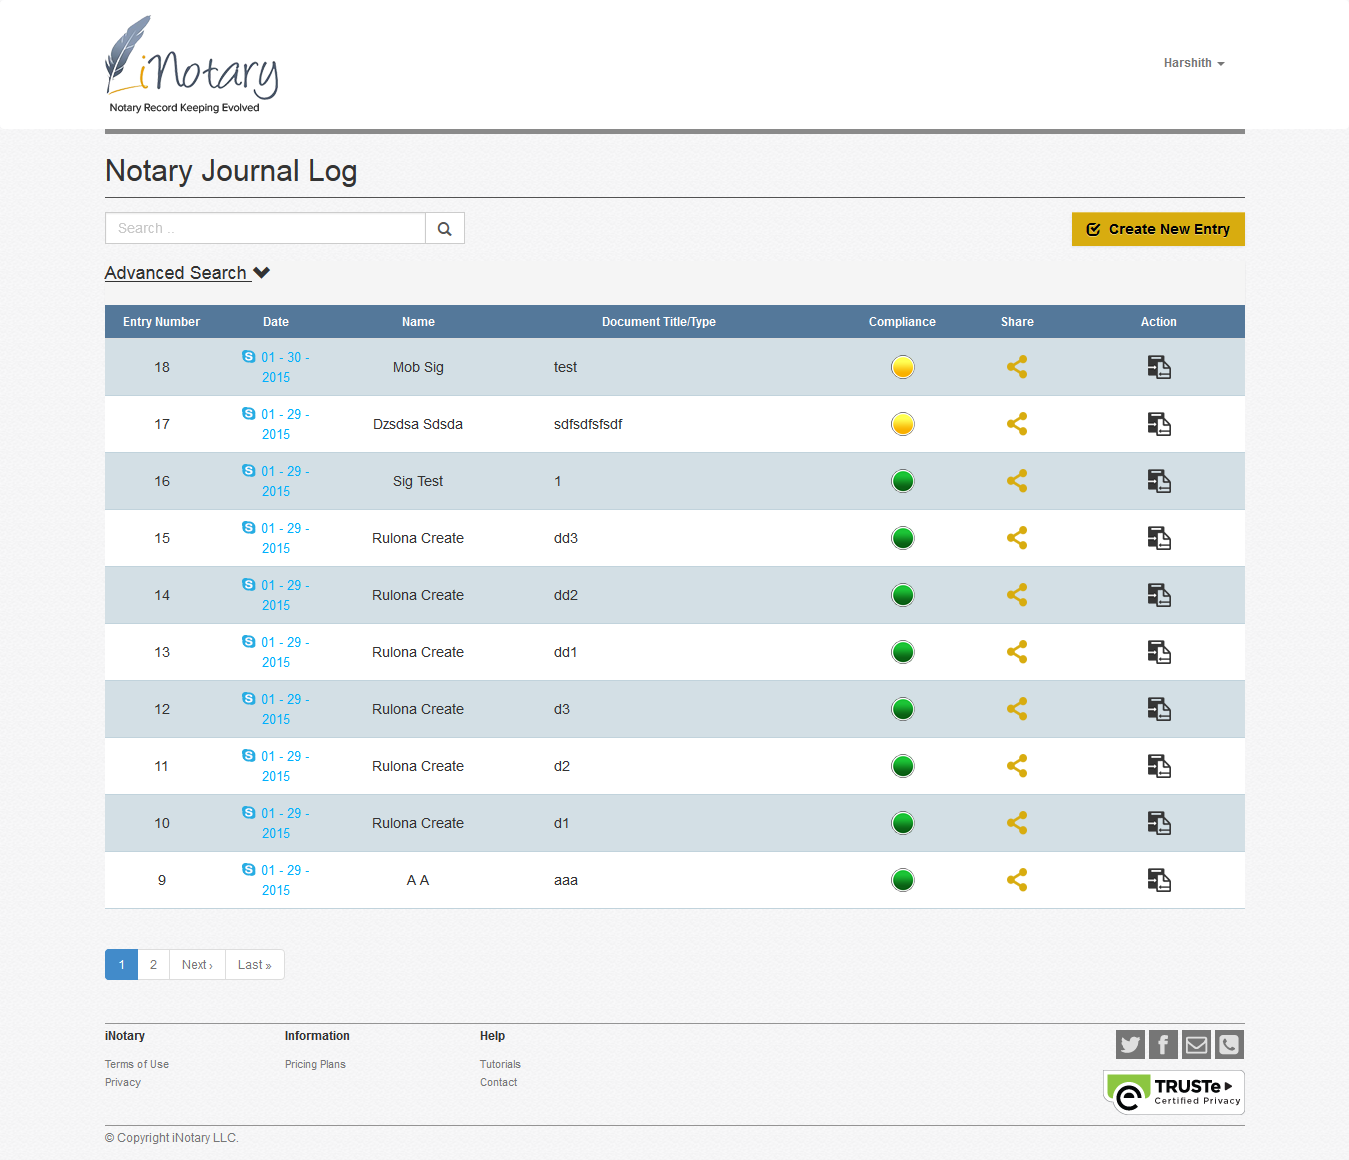 iNotary
Notary Record Keeping Evolved
Harshith
Notary Journal Log
Search ..
Create New Entry
Advanced Search
Entry Number Date Name Document Title/Type Compliance Share Action
18 01 - 30 - 2015 Mob Sig test
17 01 - 29 - 2015 Dzsdsa Sdsda sdfsdfsfsdf
16 01 - 29 - 2015 Sig Test 1
15 01 - 29 - 2015 Rulona Create dd3
14 01 - 29 - 2015 Rulona Create dd2
13 01 - 29 - 2015 Rulona Create dd1
12 01 - 29 - 2015 Rulona Create d3
11 01 - 29 - 2015 Rulona Create d2
10 01 - 29 - 2015 Rulona Create d1
9 01 - 29 - 2015 A A aaa
1 2 Next › Last »
iNotary Information Help
Terms of Use Pricing Plans Tutorials
Privacy Contact
TRUSTe
Certified Privacy
© Copyright iNotary LLC.